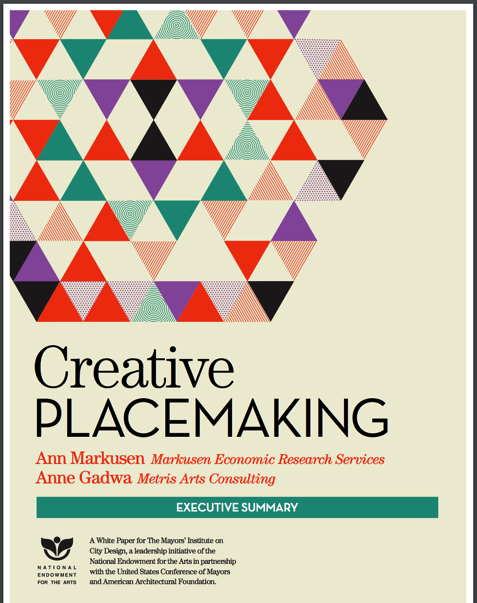 Creative
PLACEMAKING
Ann Markusen Markusen Economic Research Services
Anne Gadwa Metris Arts Consulting
EXECUTIVE SUMMARY
NATIONAL
ENDOWMENT
FOR THE ARTS
A White Paper for The Mayors' Institute on
City Design, a leadership initiative of the
National Endowment for the Arts in partnership
with the United States Conference of Mayors
and American Architectural Foundation.